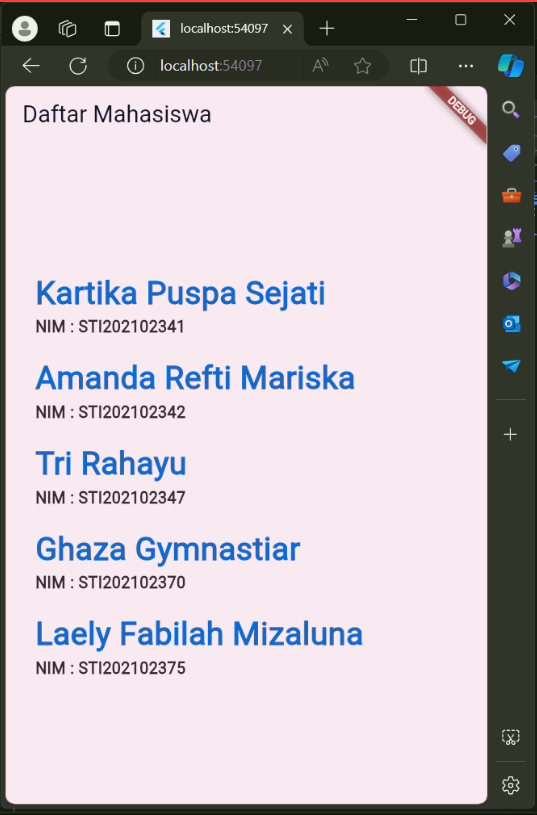 localhost:54097
localhost:54097
Daftar Mahasiswa
DEBUG
Kartika Puspa Sejati
NIM : STI202102341
Amanda Refti Mariska
NIM : STI202102342
Tri Rahayu
NIM : STI202102347
Ghaza Gymnastiar
NIM : STI202102370
Laely Fabilah Mizaluna
NIM : STI202102375